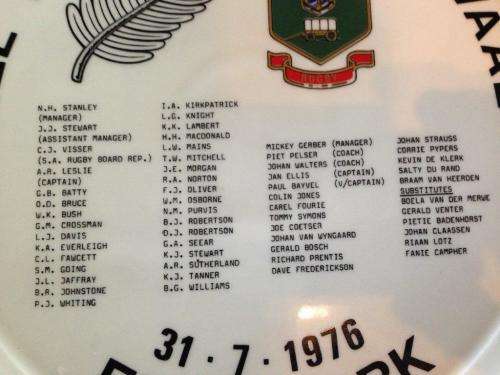 RUGBY
N.H. STANLEY
(MANAGER)
J.J. STEWART
(ASSISTANT MANAGER)
C.J. VISSER
(S.A. RUGBY BOARD REP.)
A.R. LESLIE
(CAPTAIN)
G.B. BATTY
O.D. BRUCE
W.K. BUSH
G.M. CROSSMAN
L.J. DAVIS
K.A. EVERLEIGH
C.L. FAWCETT
S.M. GOING
J.L. JAFFRAY
B.R. JOHNSTONE
P.J. WHITING
I.A. KIRKPATRICK
L.G. KNIGHT
K.K. LAMBERT
H.H. MACDONALD
L.W. MAINS
T.W. MITCHELL
J.E. MORGAN
R.A. NORTON
F.J. OLIVER
W.M. OSBORNE
N.M. PURVIS
B.J. ROBERTSON
D.J. ROBERTSON
G.A. SEEAR
K.J. STEWART
A.R. SUTHERLAND
K.J. TANNER
B.G. WILLIAMS
MICKEY GERBER (MANAGER)
PIET PELSER (COACH)
JOHAN WALTERS (COACH)
JAN ELLIS (CAPTAIN)
PAUL BAYVEL (V/CAPTAIN)
COLIN JONES
CAREL FOURIE
TOMMY SYMONS
JOE COETSER
JOHAN VAN WYNGAARD
GERALD BOSCH
RICHARD PRENTIS
DAVE FREDERICKSON
JOHAN STRAUSS
CORRIE PYPERS
KEVIN DE KLERK
SALTY DU RAND
BRAAM VAN HEERDEN
SUBSTITUTES
BOELA VAN DER MERWE
GERALD VENTER
PIETIE BADENHORST
JOHAN CLAASSEN
RIAAN LOTZ
FANIE CAMPHER
31·7·1976